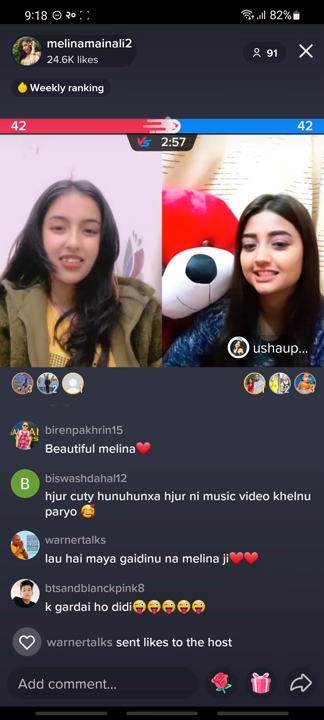 9:18 २० 82%
melinamainali2
24.6K likes
91
Weekly ranking
42 42
VS 2:57
ushaup...
birenpakhrin15
Beautiful melina❤️
B biswashdahal12
hjur cuty hunuhunxa hjur ni music video khelnu
paryo 🥰
warnertalks
lau hai maya gaidinu na melina ji❤️❤️
btsandblanckpink8
k gardai ho didi😜😜😜😜😜
warnertalks sent likes to the host
Add comment...